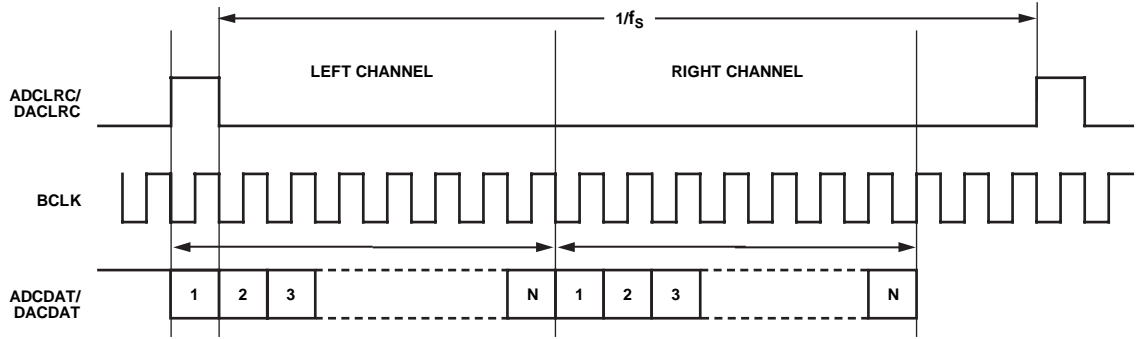 1/fS
LEFT CHANNEL
RIGHT CHANNEL
ADCLRC/
DACLRC
BCLK
ADCDAT/
DACDAT
1 2 3 N 1 2 3 N